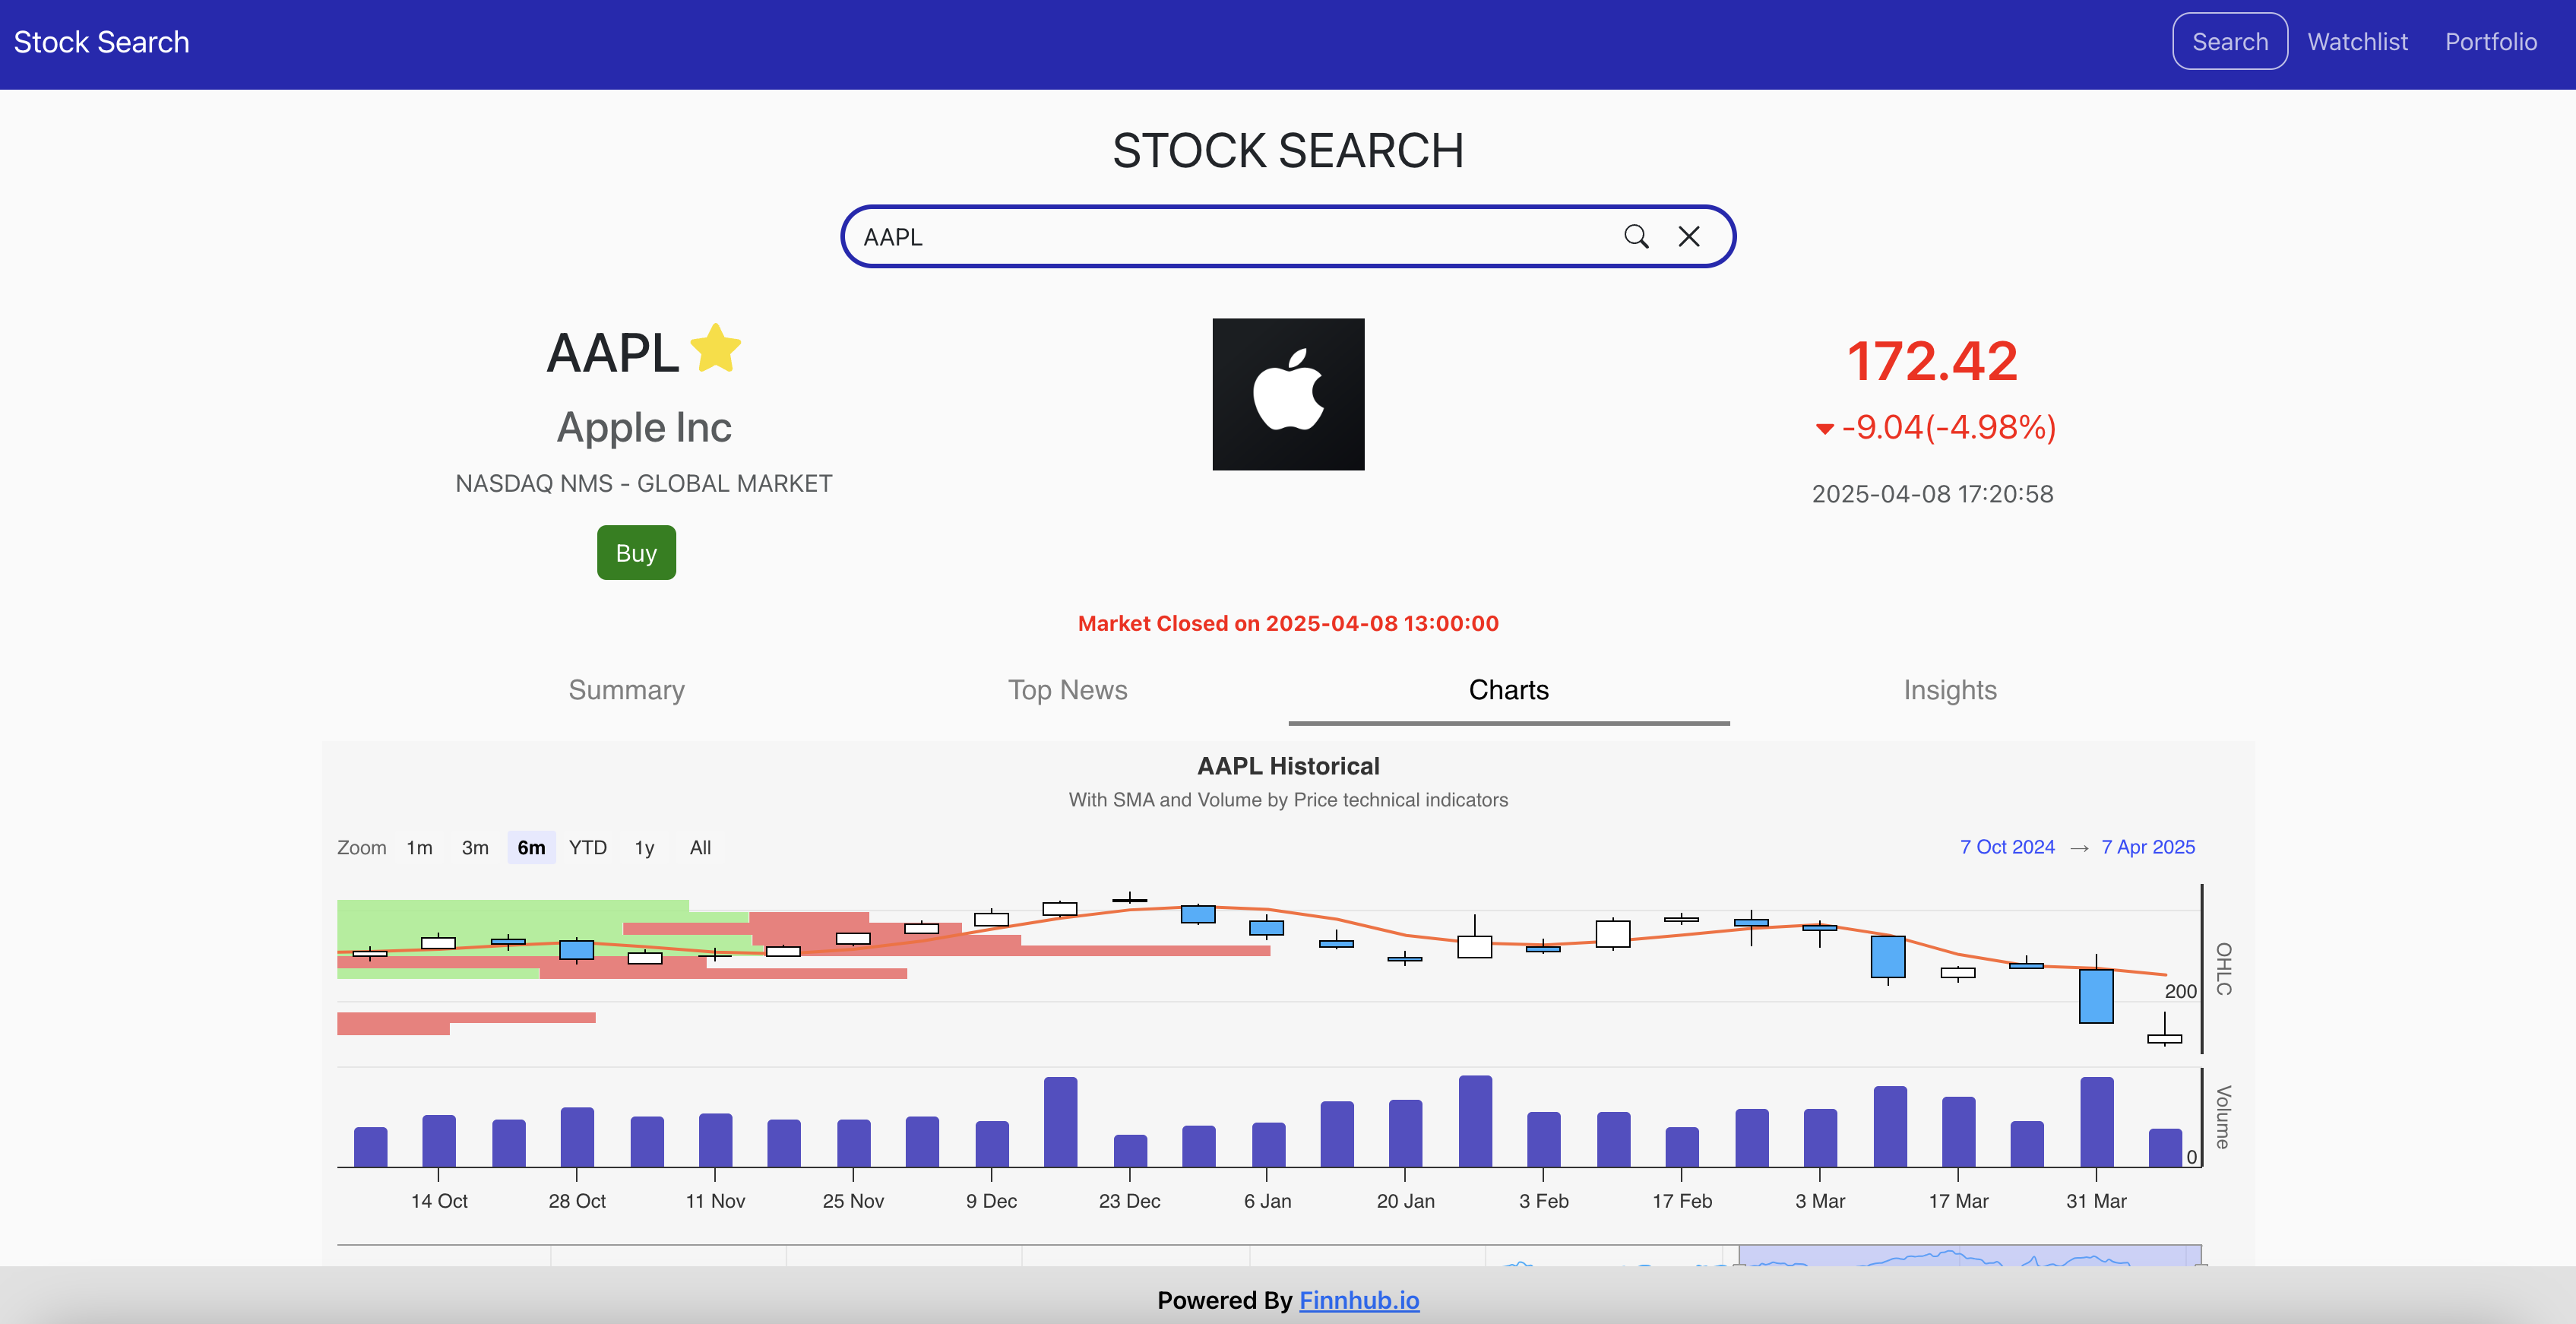 Stock Search
Search Watchlist Portfolio
STOCK SEARCH
AAPL
AAPL
Apple Inc
NASDAQ NMS - GLOBAL MARKET
Buy
172.42
-9.04(-4.98%)
2025-04-08 17:20:58
Market Closed on 2025-04-08 13:00:00
Summary Top News Charts Insights
AAPL Historical
With SMA and Volume by Price technical indicators
Zoom 1m 3m 6m YTD 1y All
7 Oct 2024 → 7 Apr 2025
OHLC
200
Volume
0
14 Oct 28 Oct 11 Nov 25 Nov 9 Dec 23 Dec 6 Jan 20 Jan 3 Feb 17 Feb 3 Mar 17 Mar 31 Mar
Powered By Finnhub.io